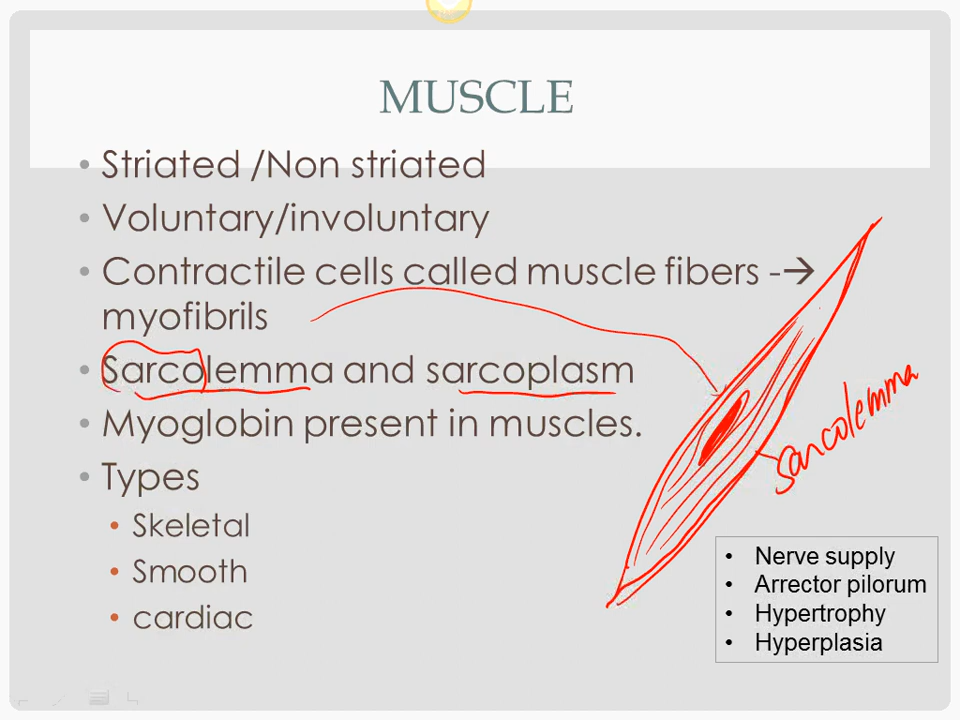 MUSCLE
• Striated /Non striated
• Voluntary/involuntary
• Contractile cells called muscle fibers -→
myofibrils
• Sarcolemma and sarcoplasm
• Myoglobin present in muscles.
• Types
• Skeletal
• Smooth
• cardiac
sarcolemma
• Nerve supply
• Arrector pilorum
• Hypertrophy
• Hyperplasia